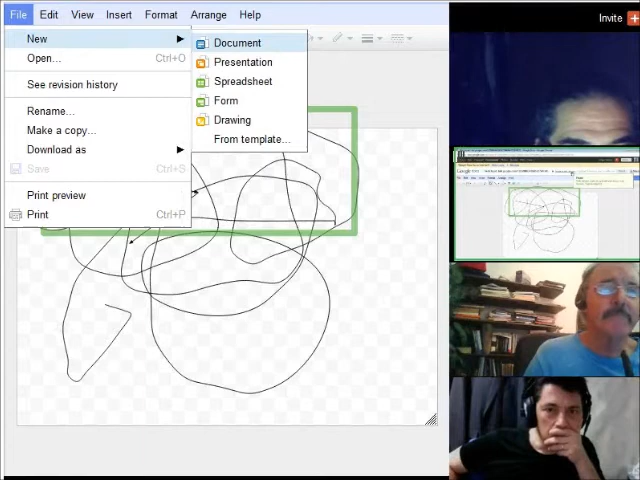 File Edit View Insert Format Arrange Help
Invite
New
Open... Ctrl+O
See revision history
Rename...
Make a copy...
Download as
Save Ctrl+S
Print preview
Print Ctrl+P
Document
Presentation
Spreadsheet
Form
Drawing
From template...